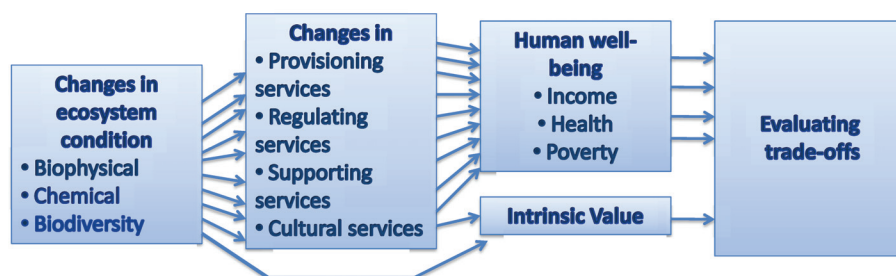 Changes in
ecosystem
condition
• Biophysical
• Chemical
• Biodiversity
Changes in
• Provisioning
services
• Regulating
services
• Supporting
services
• Cultural services
Human well-
being
• Income
• Health
• Poverty
Intrinsic Value
Evaluating
trade-offs